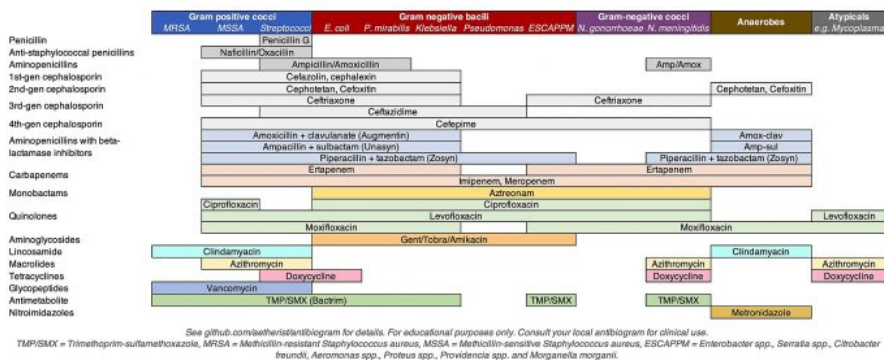 Gram positive cocci Gram negative bacili Gram-negative cocci Anaerobes Atypicals
MRSA MSSA Streptococci E. coli P. mirabilis Klebsiella Pseudomonas ESCAPPM N. gonorrhoeae N. meningitidis e.g. Mycoplasma
Penicillin Penicillin G
Anti-staphylococcal penicillins Nafcillin/Oxacillin
Aminopenicillins Ampicillin/Amoxicillin Amp/Amox
1st-gen cephalosporin Cefazolin, cephalexin
2nd-gen cephalosporin Cephotetan, Cefoxitin Cephotetan, Cefoxitin
3rd-gen cephalosporin Ceftriaxone Ceftriaxone
Ceftazidime
4th-gen cephalosporin Cefepime
Aminopenicillins with beta-lactamase inhibitors Amoxicillin + clavulanate (Augmentin) Amox-clav
Ampacillin + sulbactam (Unasyn) Amp-sul
Piperacillin + tazobactam (Zosyn) Piperacillin + tazobactam (Zosyn)
Carbapenems Ertapenem Ertapenem
Imipenem, Meropenem
Monobactams Aztreonam
Quinolones Ciprofloxacin Ciprofloxacin
Levofloxacin Levofloxacin
Moxifloxacin Moxifloxacin
Aminoglycosides Gent/Tobra/Amikacin
Lincosamide Clindamyacin Clindamyacin
Macrolides Azithromycin Azithromycin Azithromycin
Tetracyclines Doxycycline Doxycycline Doxycycline
Glycopeptides Vancomycin
Antimetabolite TMP/SMX (Bactrim) TMP/SMX TMP/SMX
Nitroimidazoles Metronidazole
See github.com/aetherist/antibiogram for details. For educational purposes only. Consult your local antibiogram for clinical use.
TMP/SMX = Trimethoprim-sulfamethoxazole, MRSA = Methicillin-resistant Staphylococcus aureus, MSSA = Methicillin-sensitive Staphylococcus aureus, ESCAPPM = Enterobacter spp., Serratia spp., Citrobacter
freundii, Aeromonas spp., Proteus spp., Providencia spp. and Morganella morganii.